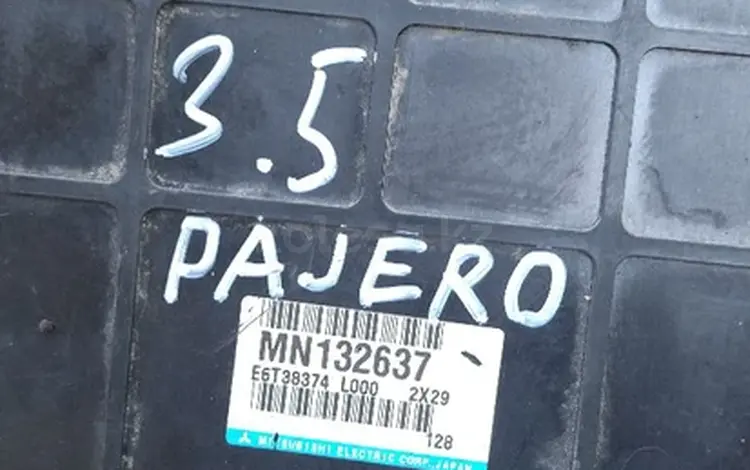 3.5
PAJERO
MN132637
E6T38374 L000 2X29
128
MITSUBISHI ELECTRIC CORP. JAPAN